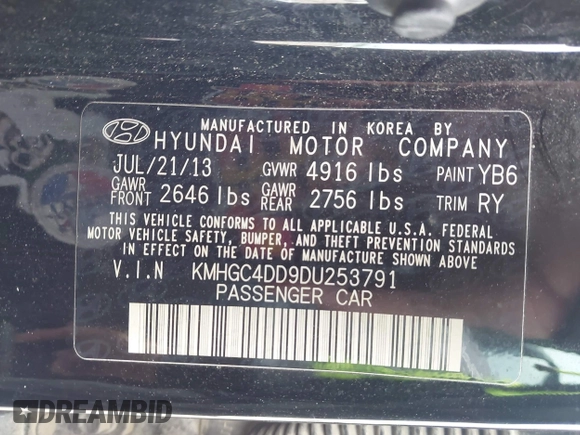 MANUFACTURED IN KOREA BY
HYUNDAI MOTOR COMPANY
JUL/21/13 GVWR 4916 lbs PAINT YB6
GAWR FRONT 2646 lbs GAWR REAR 2756 lbs TRIM RY
THIS VEHICLE CONFORMS TO ALL APPLICABLE U.S.A. FEDERAL
MOTOR VEHICLE SAFETY, BUMPER, AND THEFT PREVENTION STANDARDS
IN EFFECT ON THE DATE OF MANUFACTURE SHOWN ABOVE.
V.I.N KMHGC4DD9DU253791
PASSENGER CAR
DREAMBID